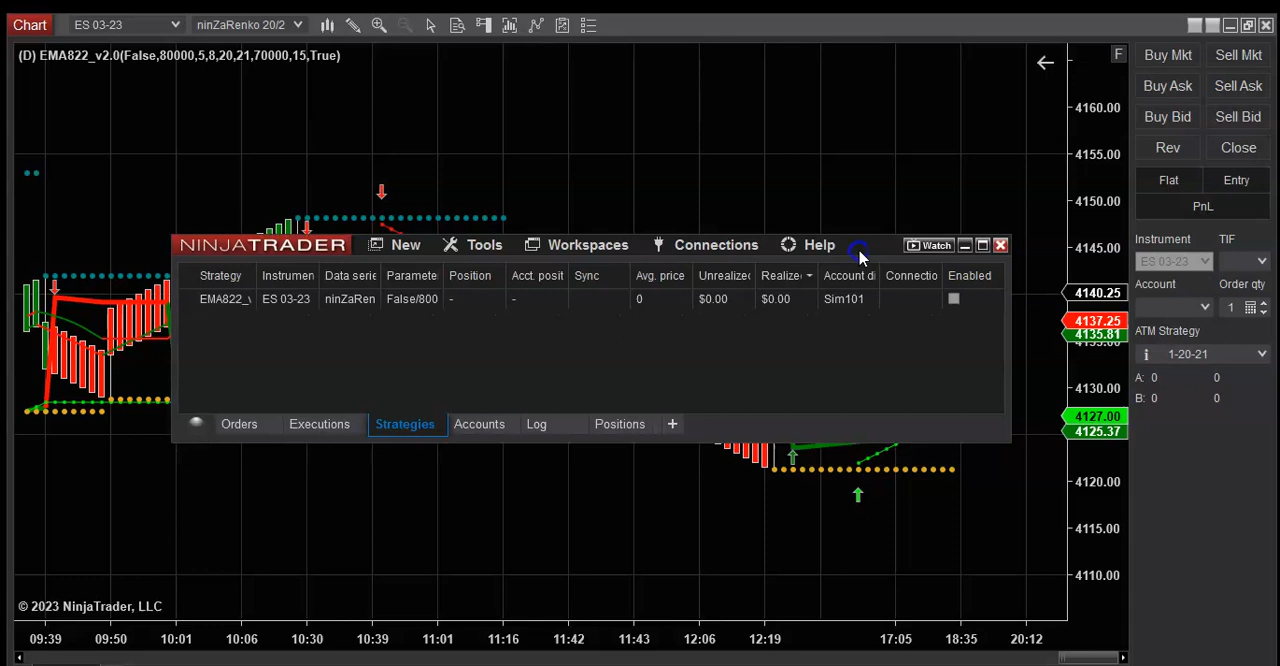 Chart ES 03-23 ninZaRenko 20/2
(D) EMA822_v2.0(False,80000,5,8,20,21,70000,15,True)
F
4160.00
4155.00
4150.00
4145.00
4140.25
4137.25
4135.81
4130.00
4127.00
4125.37
4120.00
4115.00
4110.00
NINJATRADER New Tools Workspaces Connections Help Watch
Strategy Instrumen Data serie Paramete Position Acct. posit Sync Avg. price Unrealize Realize Account di Connectio Enabled
EMA822_v ES 03-23 ninZaRen False/800 - - 0 $0.00 $0.00 Sim101
Orders Executions Strategies Accounts Log Positions +
© 2023 NinjaTrader, LLC
09:39 09:50 10:01 10:06 10:30 10:39 11:01 11:16 11:42 11:43 12:06 12:19 17:05 18:35 20:12
Buy Mkt Sell Mkt
Buy Ask Sell Ask
Buy Bid Sell Bid
Rev Close
Flat Entry
PnL
Instrument TIF
ES 03-23
Account Order qty
1
ATM Strategy
1-20-21
A: 0 0
B: 0 0